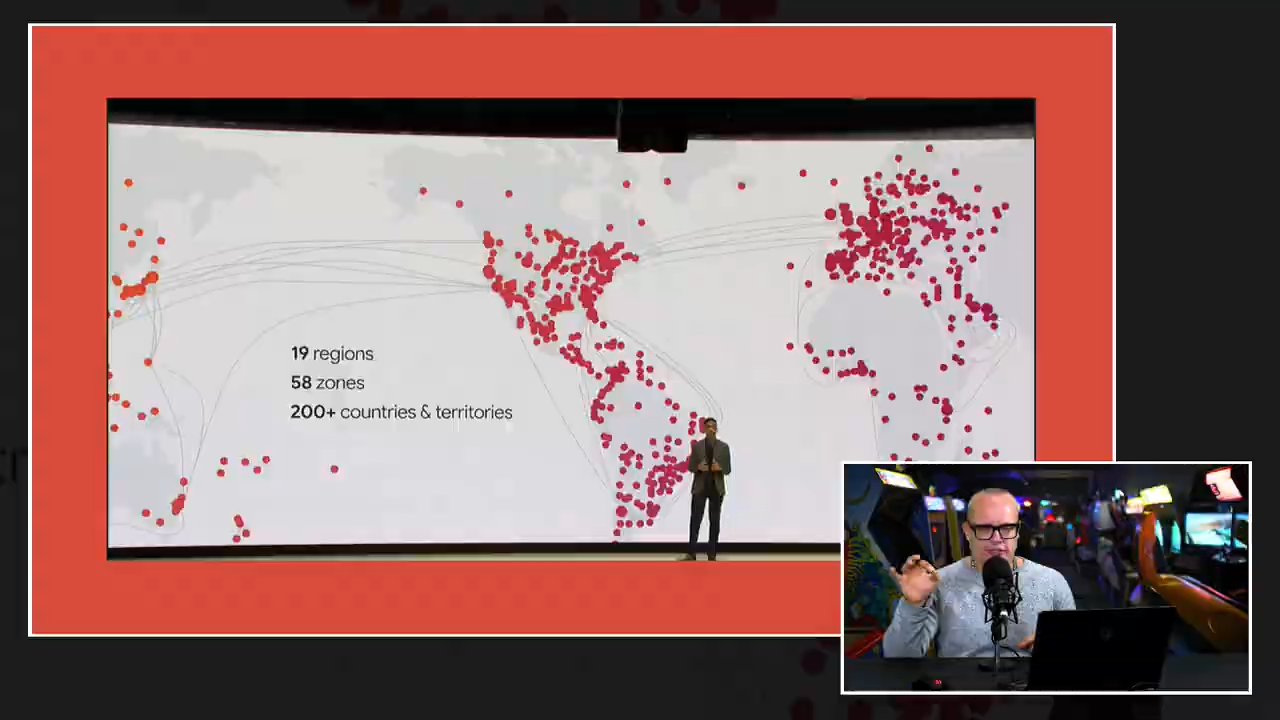 19 regions
58 zones
200+ countries & territories